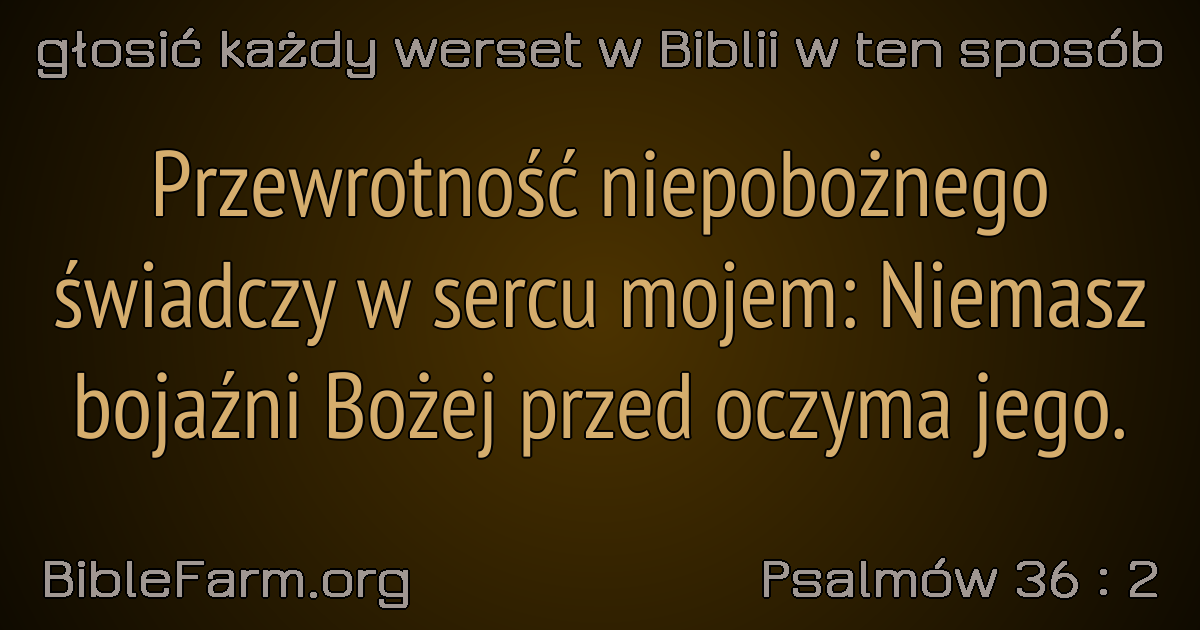 głosić każdy werset w Biblii w ten sposób
Przewrotność niepobożnego
świadczy w sercu mojem: Niemasz
bojaźni Bożej przed oczyma jego.
BibleFarm.org
Psalmów 36 : 2